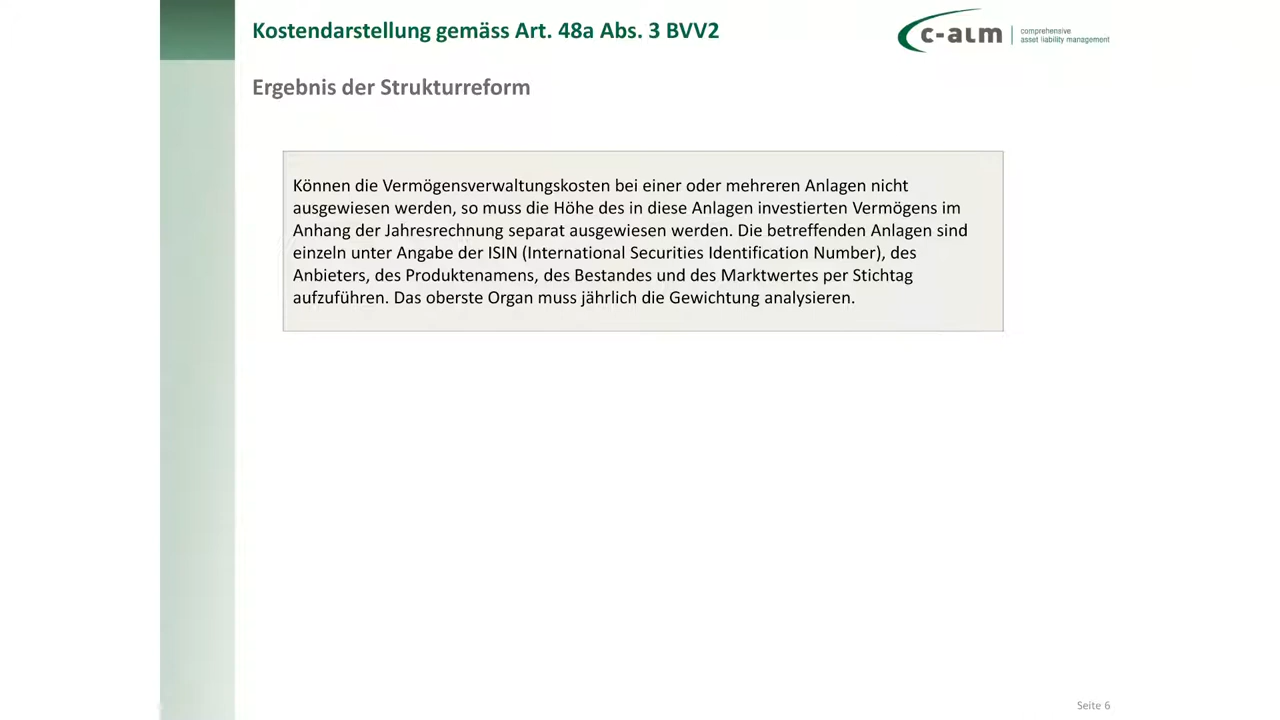 Kostendarstellung gemäss Art. 48a Abs. 3 BVV2
c-alm
comprehensive
asset liability management
Ergebnis der Strukturreform
Können die Vermögensverwaltungskosten bei einer oder mehreren Anlagen nicht
ausgewiesen werden, so muss die Höhe des in diese Anlagen investierten Vermögens im
Anhang der Jahresrechnung separat ausgewiesen werden. Die betreffenden Anlagen sind
einzeln unter Angabe der ISIN (International Securities Identification Number), des
Anbieters, des Produktenamens, des Bestandes und des Marktwertes per Stichtag
aufzuführen. Das oberste Organ muss jährlich die Gewichtung analysieren.
Seite 6